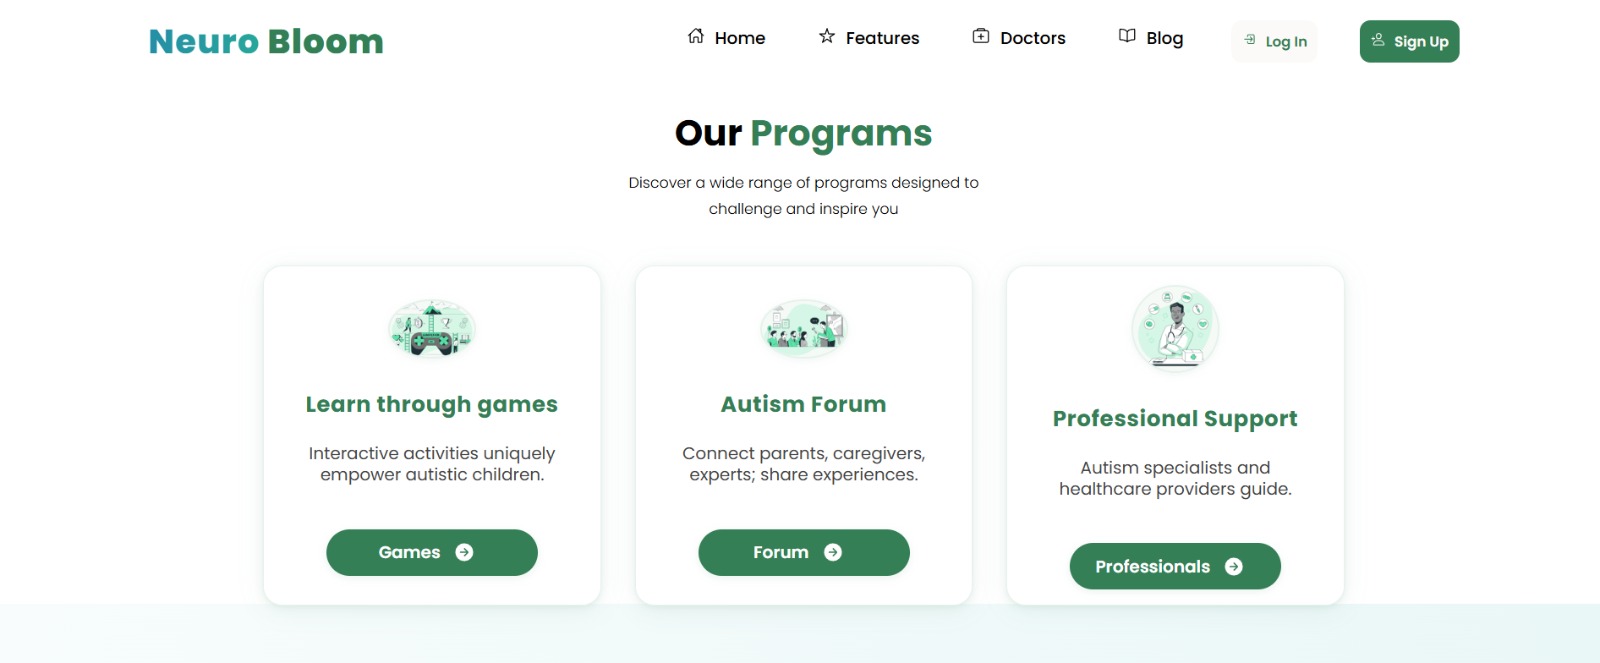 Neuro Bloom
Home
Features
Doctors
Blog
Log In
Sign Up
Our Programs
Discover a wide range of programs designed to
challenge and inspire you
Learn through games
Interactive activities uniquely
empower autistic children.
Games
Autism Forum
Connect parents, caregivers,
experts; share experiences.
Forum
Professional Support
Autism specialists and
healthcare providers guide.
Professionals